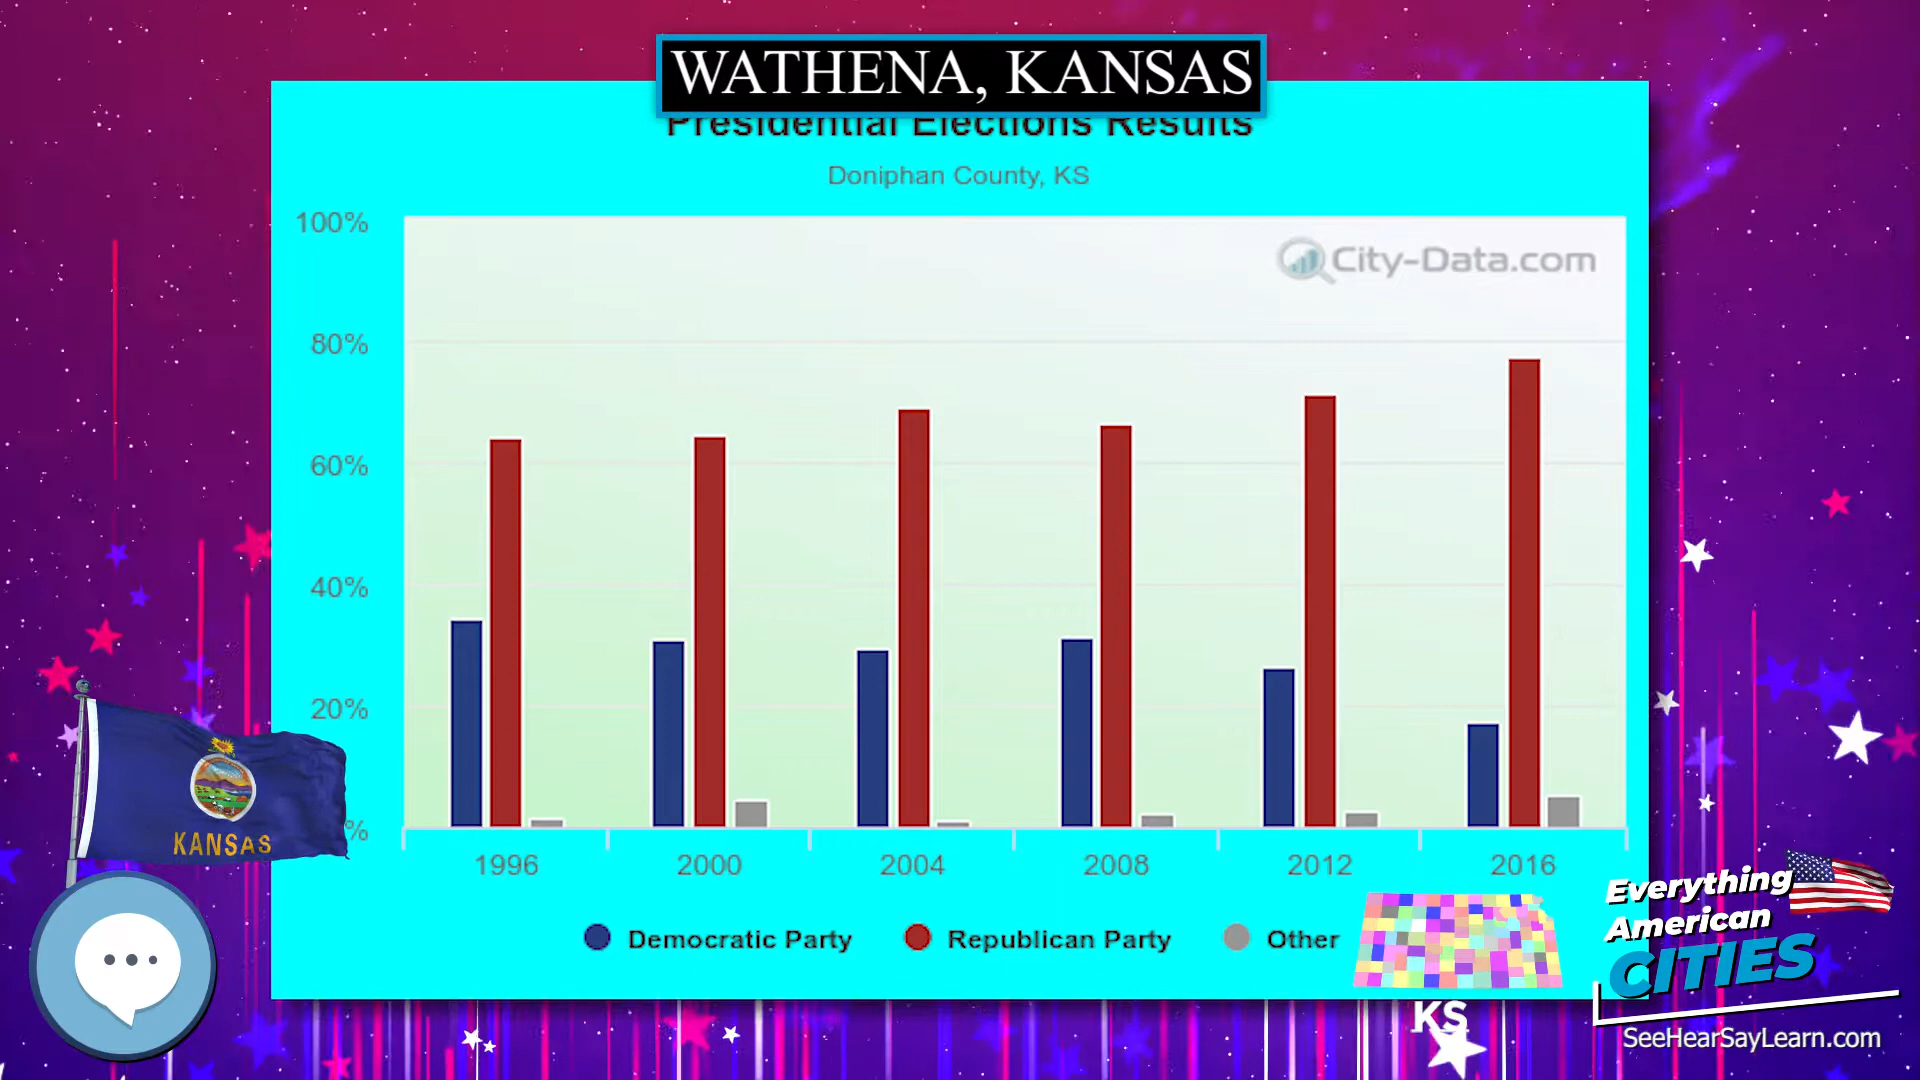 WATHENA, KANSAS
Presidential Elections Results
Doniphan County, KS
100%
City-Data.com
80%
60%
40%
20%
%
KANSAS
1996 2000 2004 2008 2012 2016
Democratic Party Republican Party Other
Everything
American
CITIES
KS
SeeHearSayLearn.com